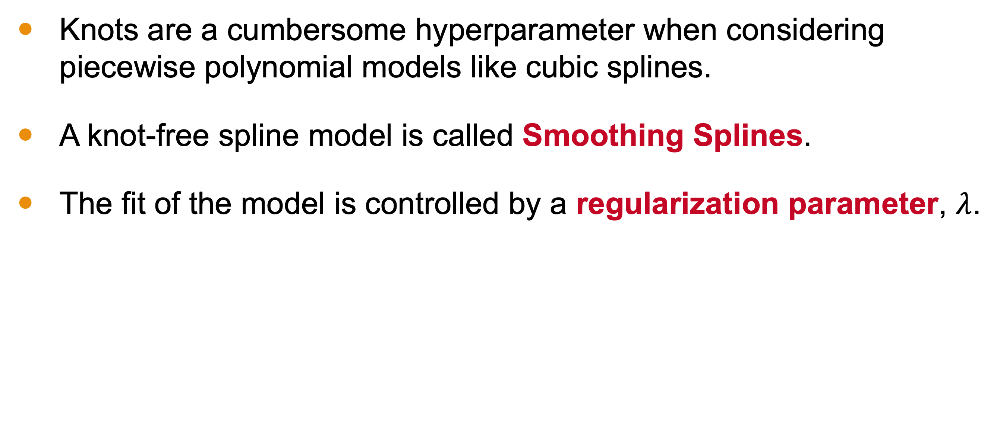 • Knots are a cumbersome hyperparameter when considering
piecewise polynomial models like cubic splines.
• A knot-free spline model is called Smoothing Splines.
• The fit of the model is controlled by a regularization parameter, λ.